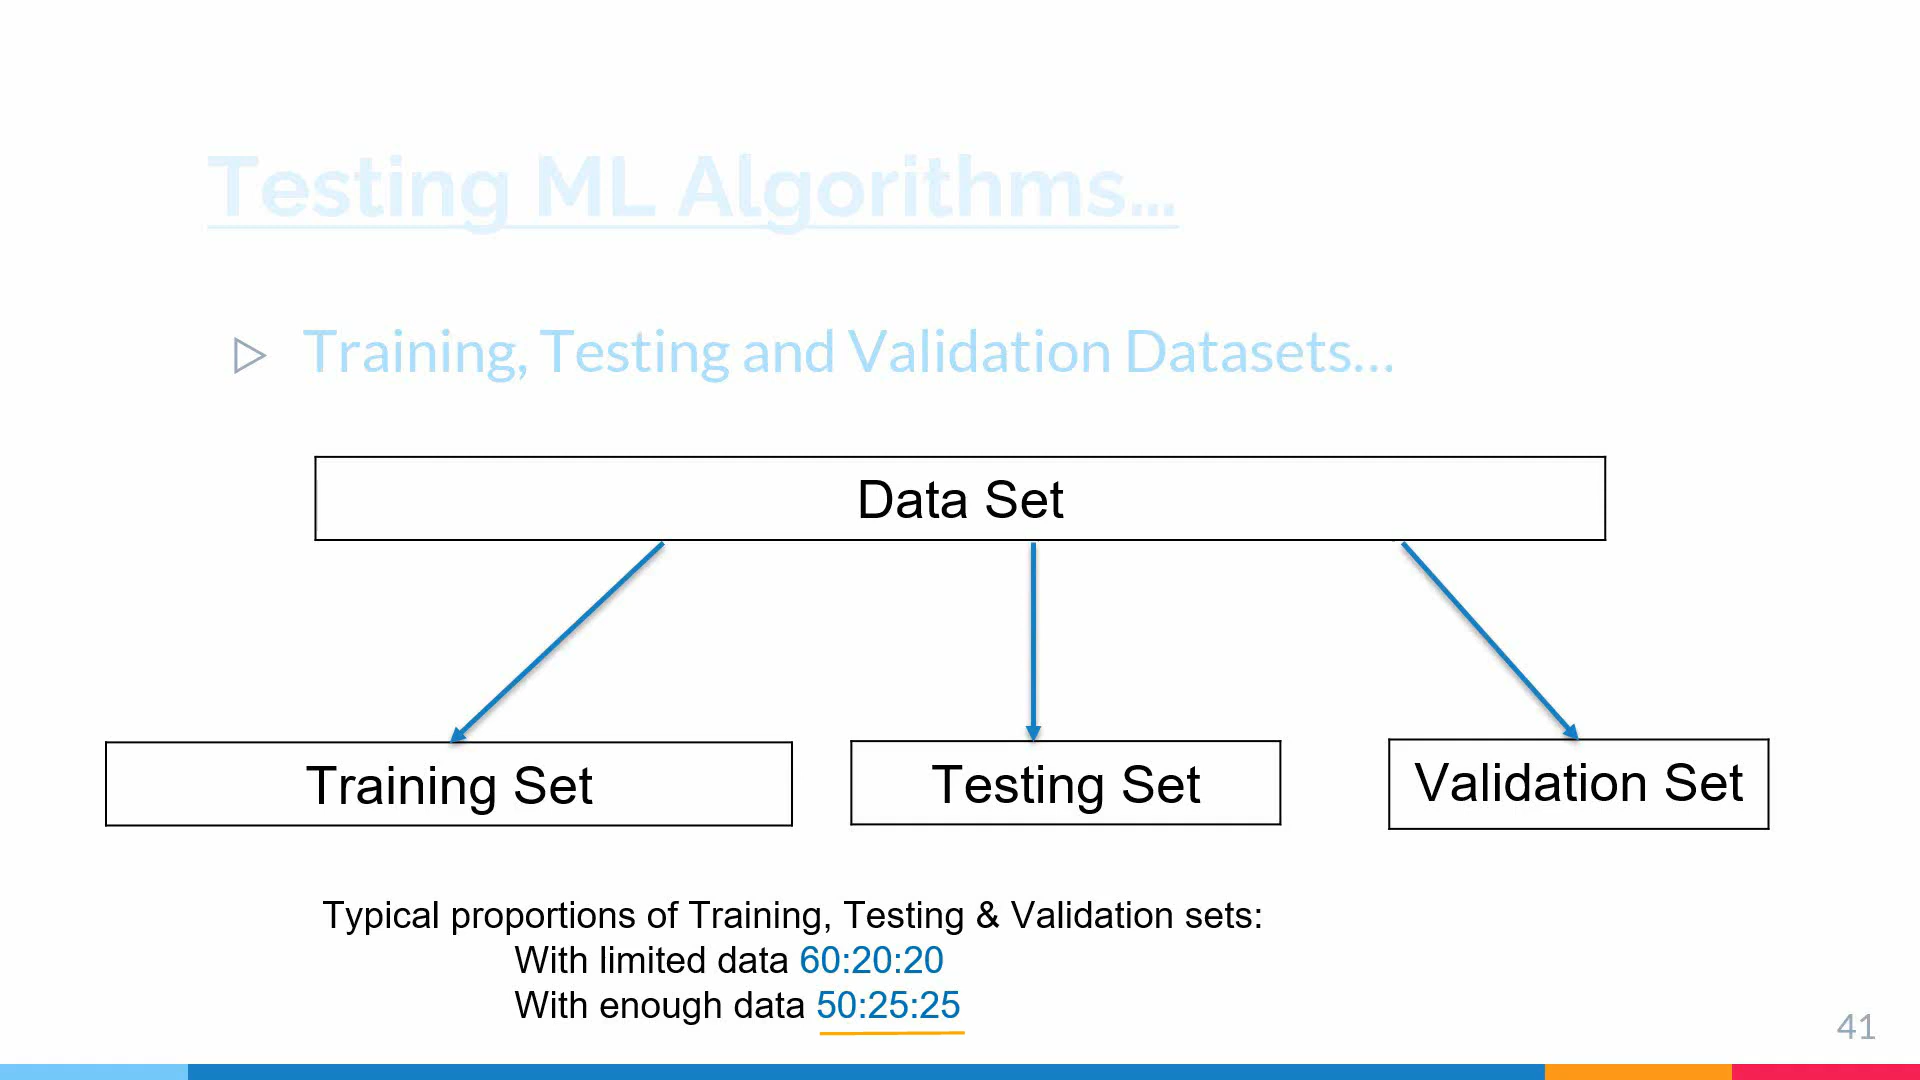 Testing ML Algorithms...
Training, Testing and Validation Datasets...
Data Set
Training Set
Testing Set
Validation Set
Typical proportions of Training, Testing & Validation sets:
With limited data 60:20:20
With enough data 50:25:25
41